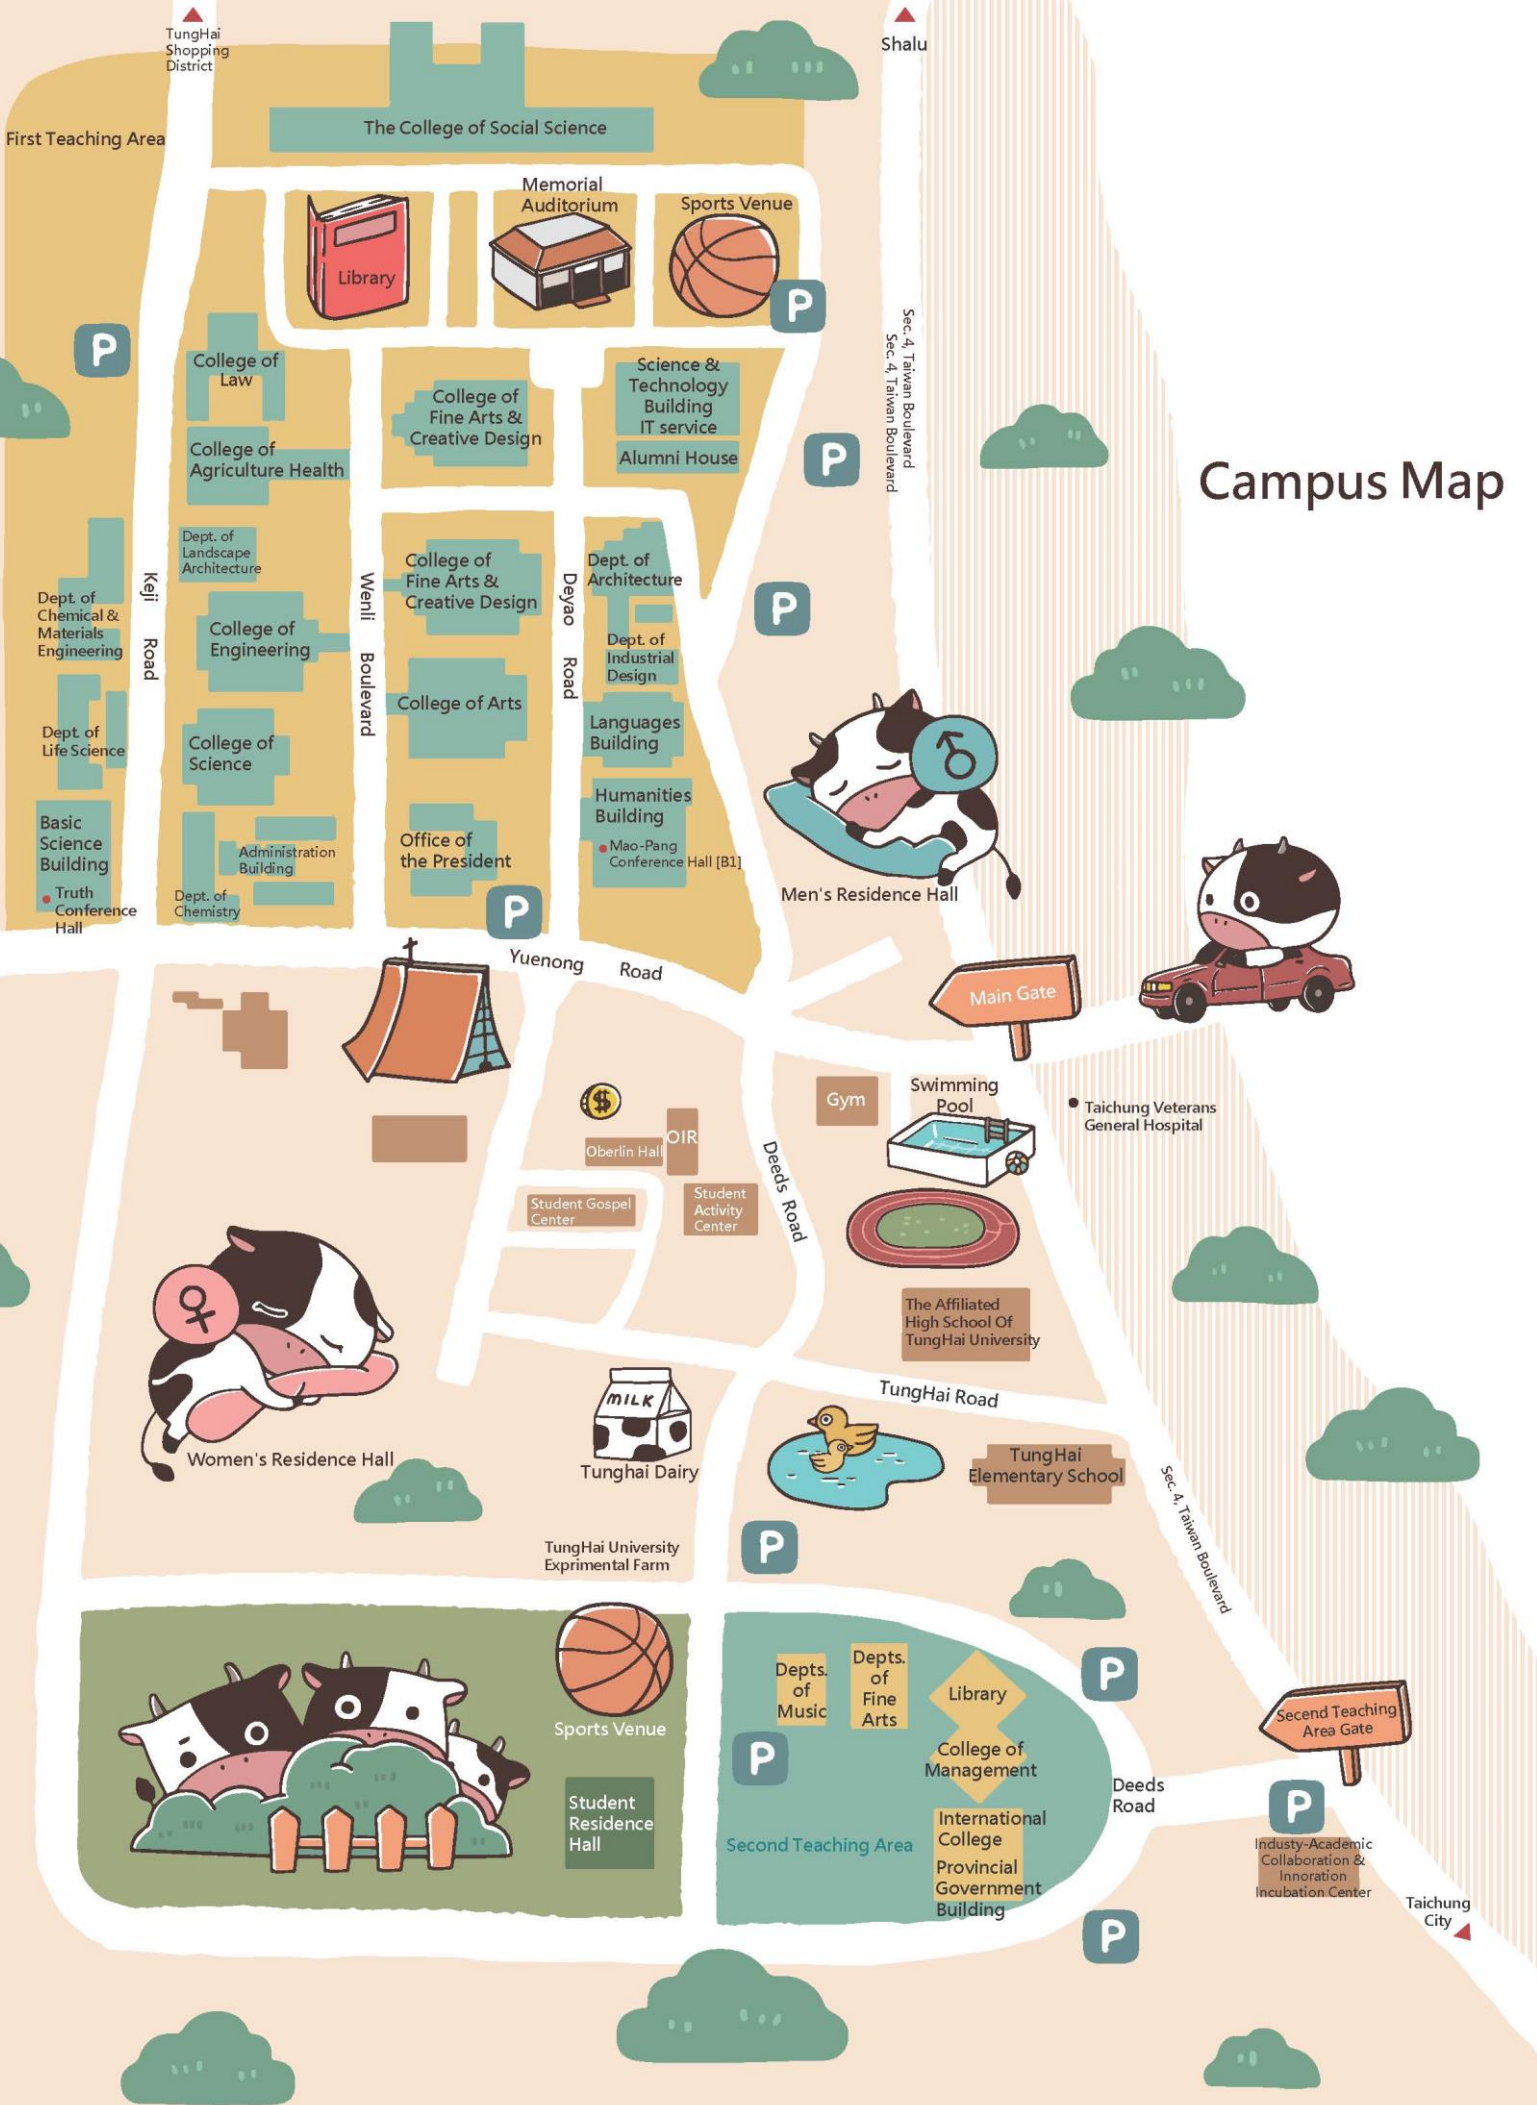 TungHai
Shopping
District
Shalu
First Teaching Area
The College of Social Science
Memorial
Auditorium
Sports Venue
Library
P
P
Sec. 4, Taiwan Boulevard
Sec. 4, Taiwan Boulevard
College of
Law
College of
Fine Arts &
Creative Design
Science &
Technology
Building
IT service
Alumni House
P
College of
Agriculture Health
Campus Map
Dept. of
Landscape
Architecture
College of
Fine Arts &
Creative Design
Dept. of
Architecture
Keji Road
Wenli Boulevard
Deyao Road
P
Dept. of
Chemical &
Materials
Engineering
College of
Engineering
Dept. of
Industrial
Design
College of Arts
Languages
Building
Dept. of
Life Science
College of
Science
Humanities
Building
Mao-Pang
Conference Hall [B1]
Basic
Science
Building
Truth
Conference
Hall
Administration
Building
Dept. of
Chemistry
Office of
the President
P
Men's Residence Hall
Yuenong Road
Main Gate
Gym
Swimming
Pool
Taichung Veterans
General Hospital
$
Oberlin Hall
OIR
Student Gospel
Center
Student
Activity
Center
Deeds Road
The Affiliated
High School Of
TungHai University
TungHai Road
MILK
Tunghai Dairy
Women's Residence Hall
TungHai
Elementary School
Sec. 4, Taiwan Boulevard
P
TungHai University
Exprimental Farm
Sports Venue
Student
Residence
Hall
Depts.
of
Music
Depts.
of
Fine
Arts
Library
College of
Management
P
P
Second Teaching Area
International
College
Provincial
Government
Building
Deeds
Road
Secend Teaching
Area Gate
P
Industy-Academic
Collaboration &
Innoration
Incubation Center
Taichung
City
P